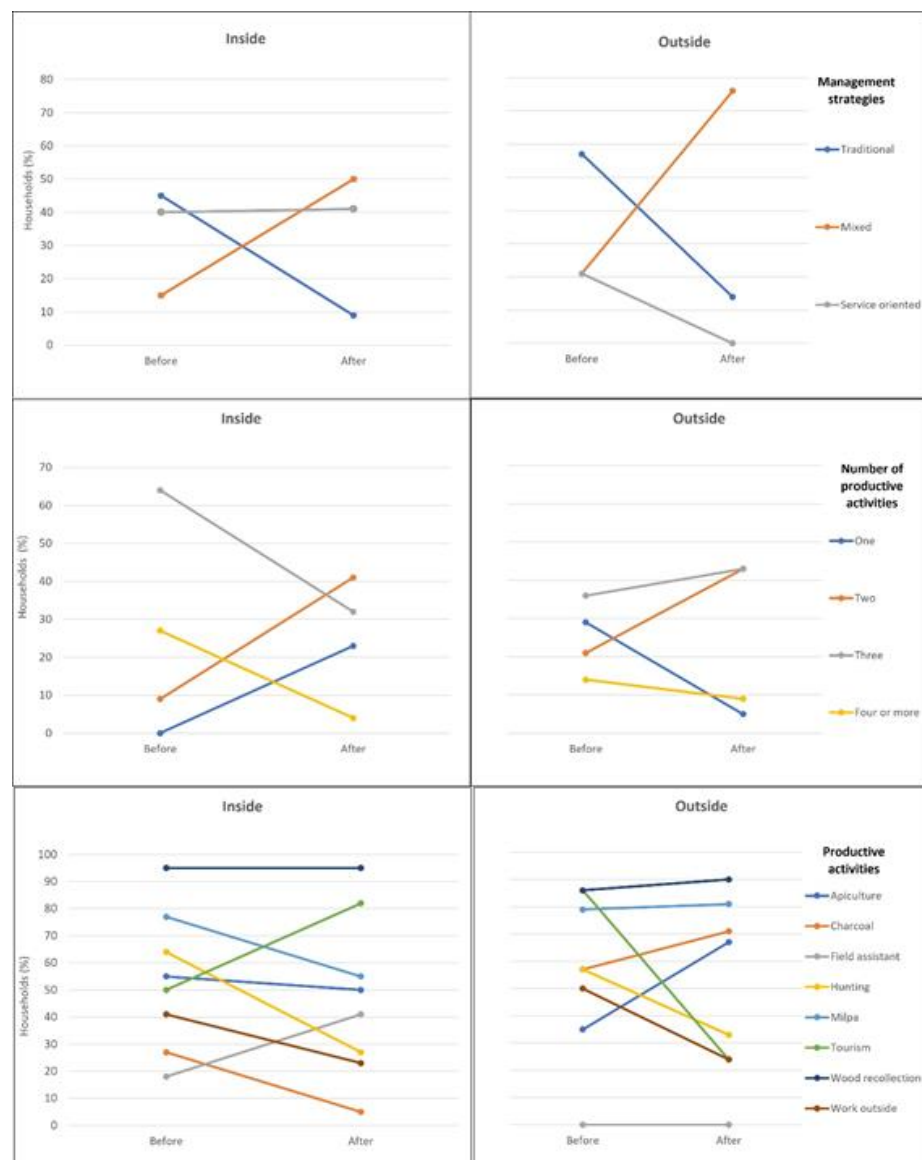 Inside
Outside
80
70
60
50
40
30
20
10
0
Households (%)
Before
After
Before
After
Management
strategies
Traditional
Mixed
Service oriented
Inside
Outside
70
60
50
40
30
20
10
0
Households (%)
Before
After
Before
After
Number of
productive
activities
One
Two
Three
Four or more
Inside
Outside
100
90
80
70
60
50
40
30
20
10
0
Households (%)
Before
After
Before
After
Productive
activities
Apiculture
Charcoal
Field assistant
Hunting
Milpa
Tourism
Wood recollection
Work outside